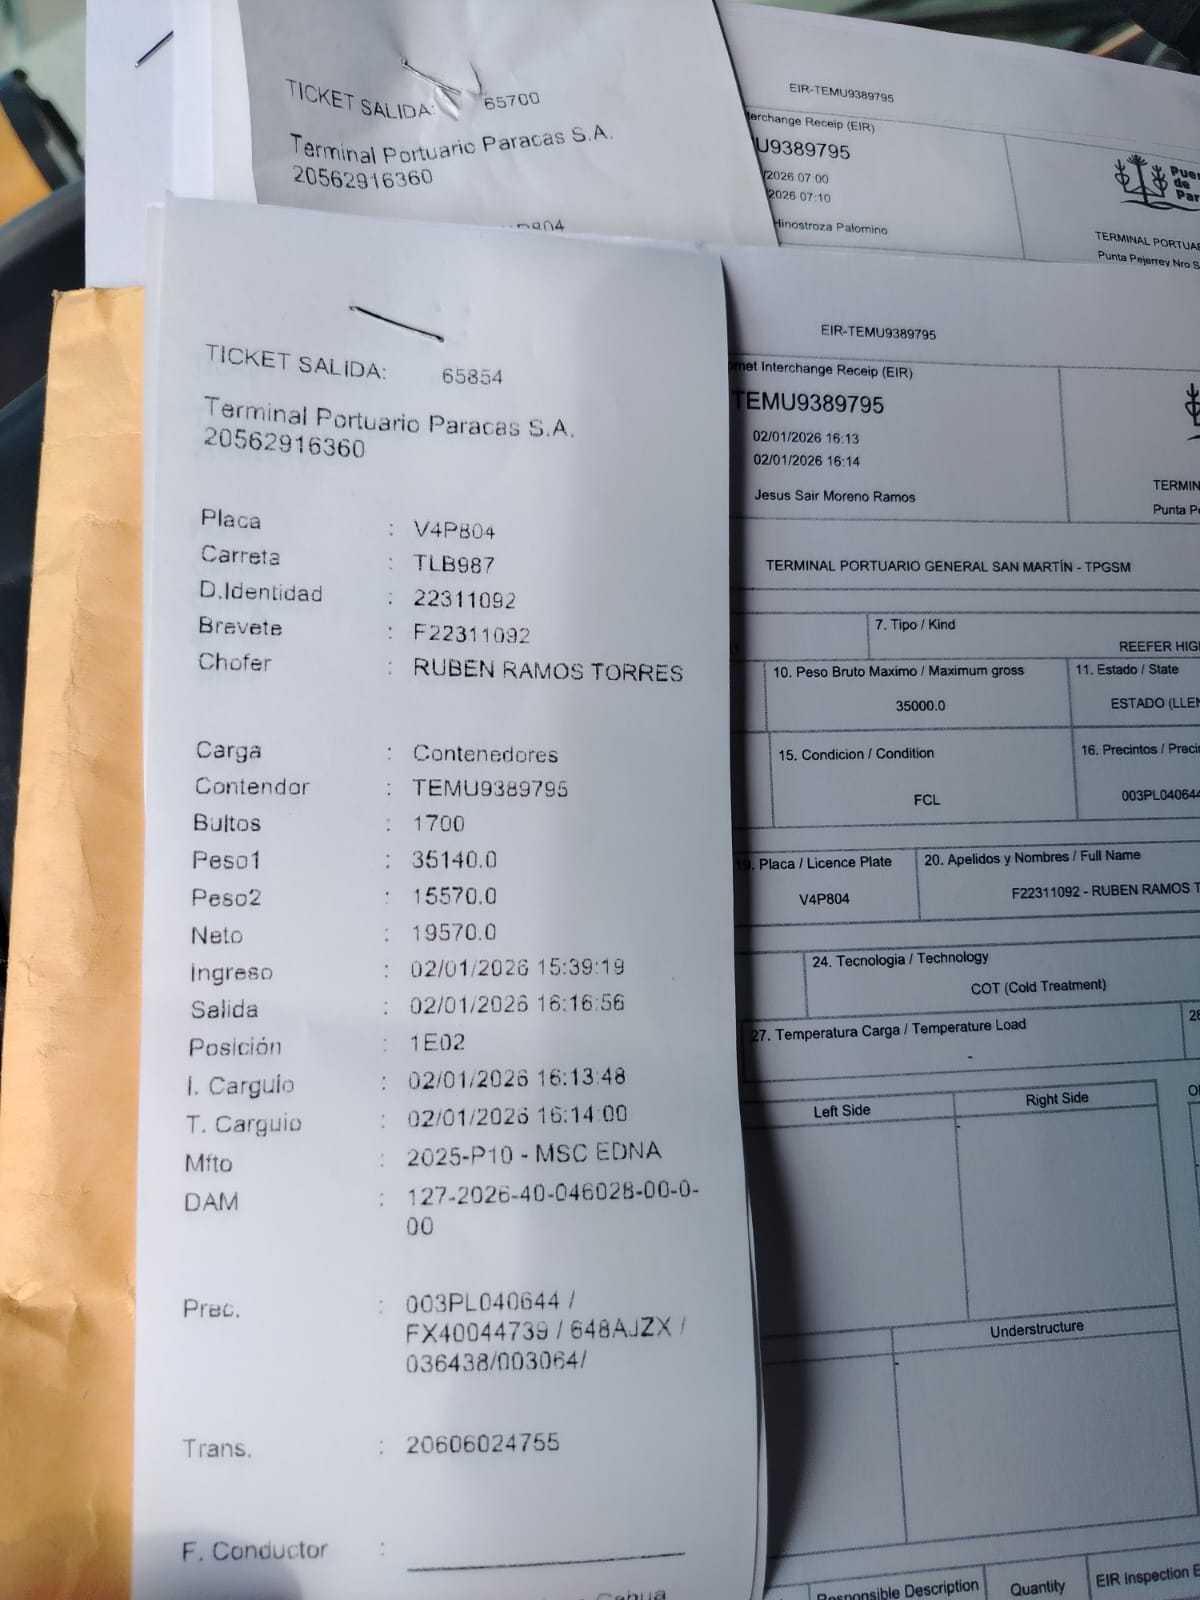 TICKET SALIDA: 65700
Terminal Portuario Paracas S.A.
20562916360
EIR-TEMU9389795
Receip (EIR)
U9389795
/2026 07:00
2026 07:10
Hinostroza Palomino
TERMINAL
Punta Pejerrey Nro
TICKET SALIDA: 65854
Terminal Portuario Paracas S.A.
20562916360
Placa : V4P804
Carreta : TLB987
D.Identidad : 22311092
Brevete : F22311092
Chofer : RUBEN RAMOS TORRES
Carga : Contenedores
Contendor : TEMU9389795
Bultos : 1700
Peso1 : 35140.0
Peso2 : 15570.0
Neto : 19570.0
Ingreso : 02/01/2026 15:39:19
Salida : 02/01/2026 16:16:56
Posición : 1E02
I. Carguio : 02/01/2026 16:13:48
T. Carguio : 02/01/2026 16:14:00
Mfto : 2025-P10 - MSC EDNA
DAM : 127-2026-40-046028-00-0-
00
Prec. : 003PL040644 /
FX40044739 / 648AJZX /
036438/003064/
Trans. : 20606024755
F. Conductor :
EIR-TEMU9389795
Interchange Receip (EIR)
TEMU9389795
02/01/2026 16:13
02/01/2026 16:14
Jesus Sair Moreno Ramos
Punta
TERMINAL PORTUARIO GENERAL SAN MARTÍN - TPGSM
7. Tipo / Kind
REEFER
10. Peso Bruto Maximo / Maximum gross
35000.0
11. Estado / State
ESTADO
15. Condicion / Condition
FCL
16. Precintos /
003PL040644
19. Placa / Licence Plate
V4P804
20. Apelidos y Nombres / Full Name
F22311092 - RUBEN RAMOS
24. Tecnologia / Technology
COT (Cold Treatment)
27. Temperatura Carga / Temperature Load
-
Left Side
Right Side
Understructure
Responsible Description
Quantity
EIR Inspection